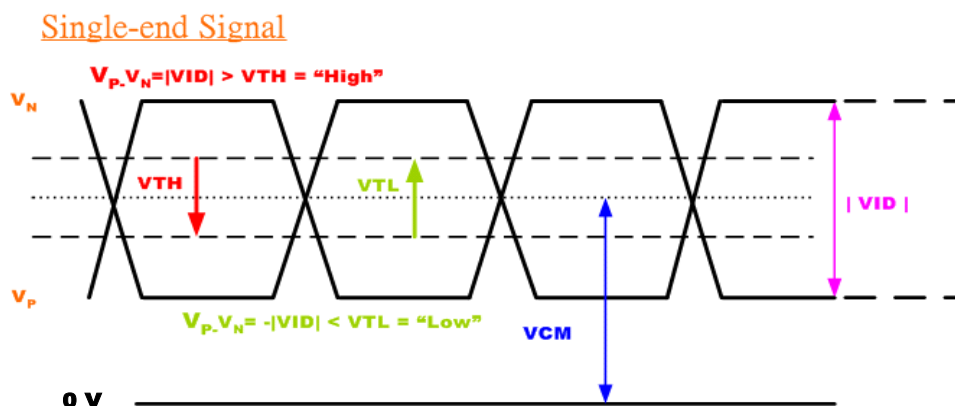 Single-end Signal
VP-VN=|VID| > VTH = “High”
VN
VTH
VTL
| VID |
VP
VP-VN= -|VID| < VTL = “Low”
VCM
0 V